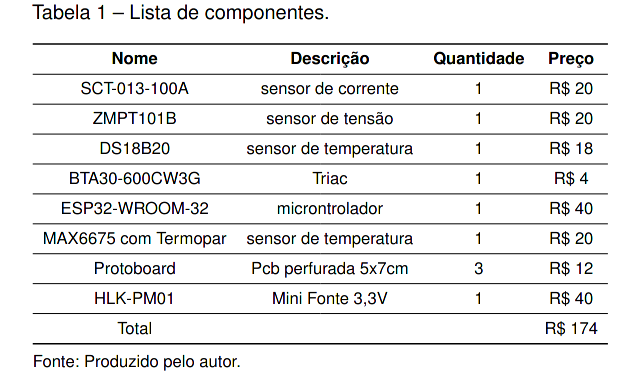 Tabela 1 – Lista de componentes.
Nome Descrição Quantidade Preço
SCT-013-100A sensor de corrente 1 R$ 20
ZMPT101B sensor de tensão 1 R$ 20
DS18B20 sensor de temperatura 1 R$ 18
BTA30-600CW3G Triac 1 R$ 4
ESP32-WROOM-32 microntrolador 1 R$ 40
MAX6675 com Termopar sensor de temperatura 1 R$ 20
Protoboard Pcb perfurada 5x7cm 3 R$ 12
HLK-PM01 Mini Fonte 3,3V 1 R$ 40
Total R$ 174
Fonte: Produzido pelo autor.